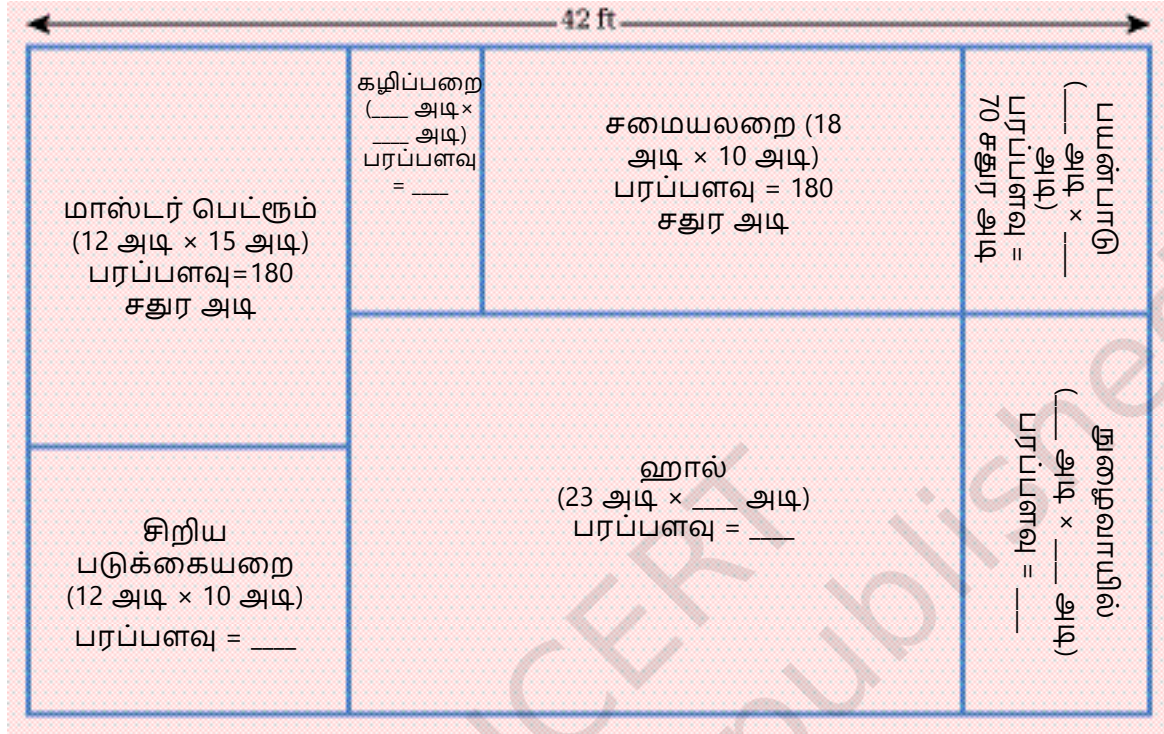 42 ft
மாஸ்டர் பெட்ரூம்
(12 அடி × 15 அடி)
பரப்பளவு=180
சதுர அடி
கழிப்பறை
(___ அடி×
___ அடி)
பரப்பளவு
= ___
சமையலறை (18
அடி × 10 அடி)
பரப்பளவு = 180
சதுர அடி
பயன்பாடு
(___ அடி × ___
அடி)
பரப்பளவு =
70 சதுர அடி
சிறிய
படுக்கையறை
(12 அடி × 10 அடி)
பரப்பளவு = ___
ஹால்
(23 அடி × ___ அடி)
பரப்பளவு = ___
நுழைவாயில்
(___ அடி × ___ அடி)
பரப்பளவு = ___
NCERT
publishe